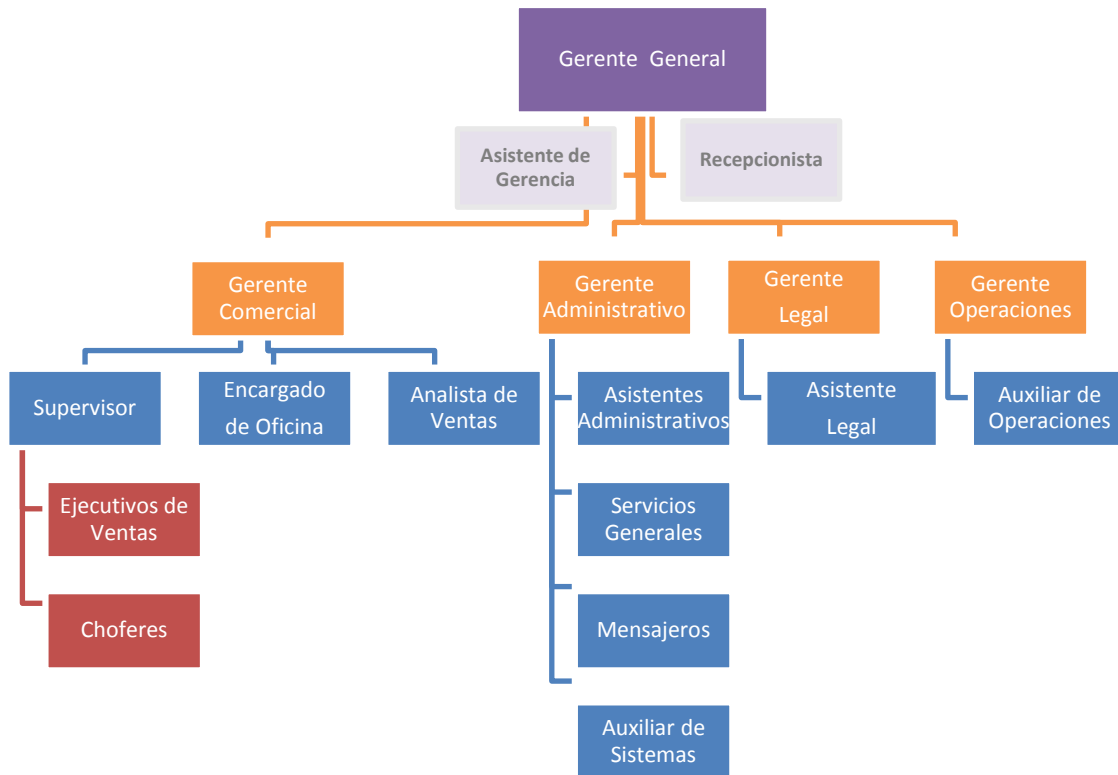 Gerente General
Asistente de
Gerencia
Recepcionista
Gerente
Comercial
Gerente
Administrativo
Gerente
Legal
Gerente
Operaciones
Supervisor
Encargado
de Oficina
Analista de
Ventas
Asistentes
Administrativos
Asistente
Legal
Auxiliar de
Operaciones
Ejecutivos de
Ventas
Servicios
Generales
Choferes
Mensajeros
Auxiliar de
Sistemas